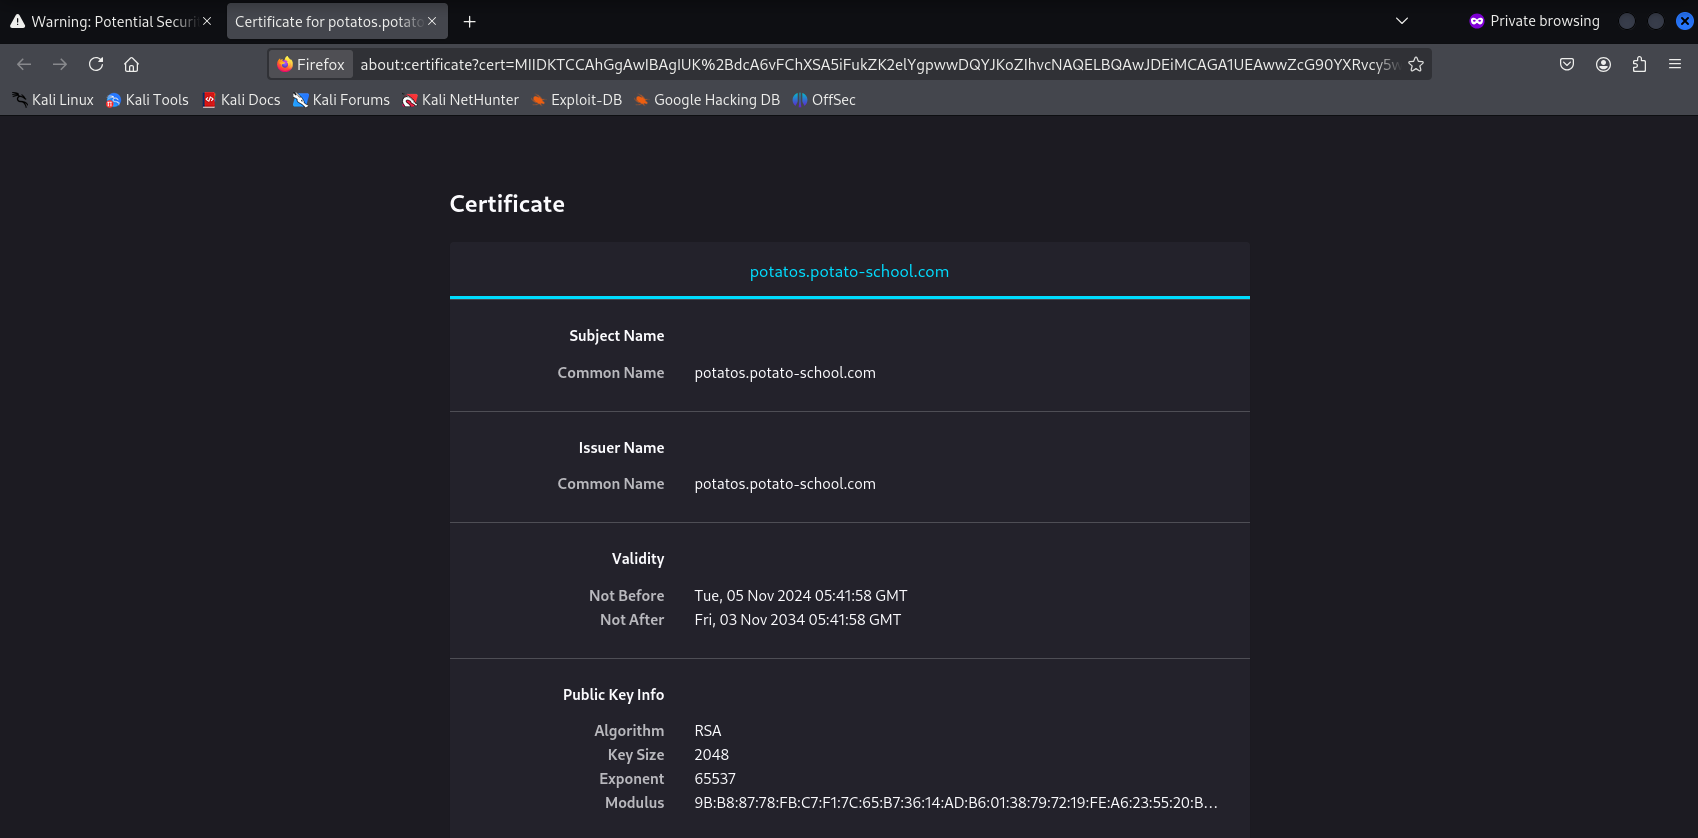 Warning: Potential Securi
Certificate for potatos.potato
Private browsing
Firefox about:certificate?cert=MIIDKTCCAhGgAwIBAgIUK%2BdcA6vFChXSA5iFukZK2elYgpwwDQYJKoZIhvcNAQELBQAwJDEiMCAGA1UEAwwZcG90YXRvcy5w
Kali Linux Kali Tools Kali Docs Kali Forums Kali NetHunter Exploit-DB Google Hacking DB OffSec
Certificate
potatos.potato-school.com
Subject Name
Common Name potatos.potato-school.com
Issuer Name
Common Name potatos.potato-school.com
Validity
Not Before Tue, 05 Nov 2024 05:41:58 GMT
Not After Fri, 03 Nov 2034 05:41:58 GMT
Public Key Info
Algorithm RSA
Key Size 2048
Exponent 65537
Modulus 9B:B8:87:78:FB:C7:F1:7C:65:B7:36:14:AD:B6:01:38:79:72:19:FE:A6:23:55:20:B…